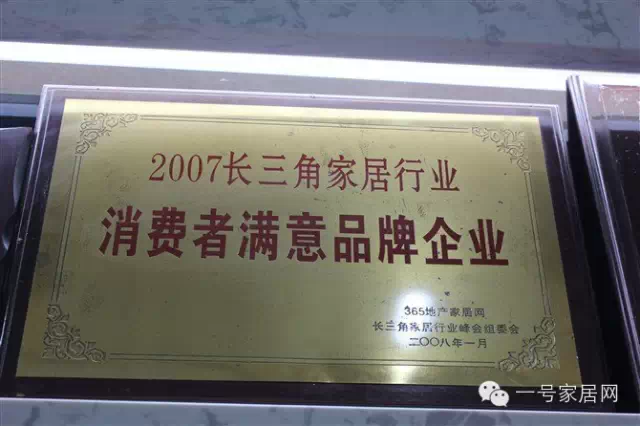 2007长三角家居行业
消费者满意品牌企业
365地产家居网
长三角家居行业峰会组委会
二〇〇八年一月
一号家居网